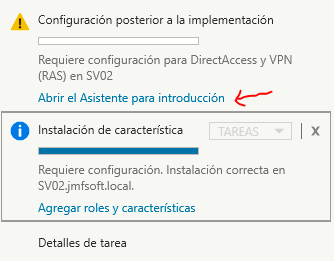 Configuración posterior a la implementación
Requiere configuración para DirectAccess y VPN
(RAS) en SV02
Abrir el Asistente para introducción
Instalación de característica
TAREAS
X
Requiere configuración. Instalación correcta en
SV02.jmfsoft.local.
Agregar roles y características
Detalles de tarea